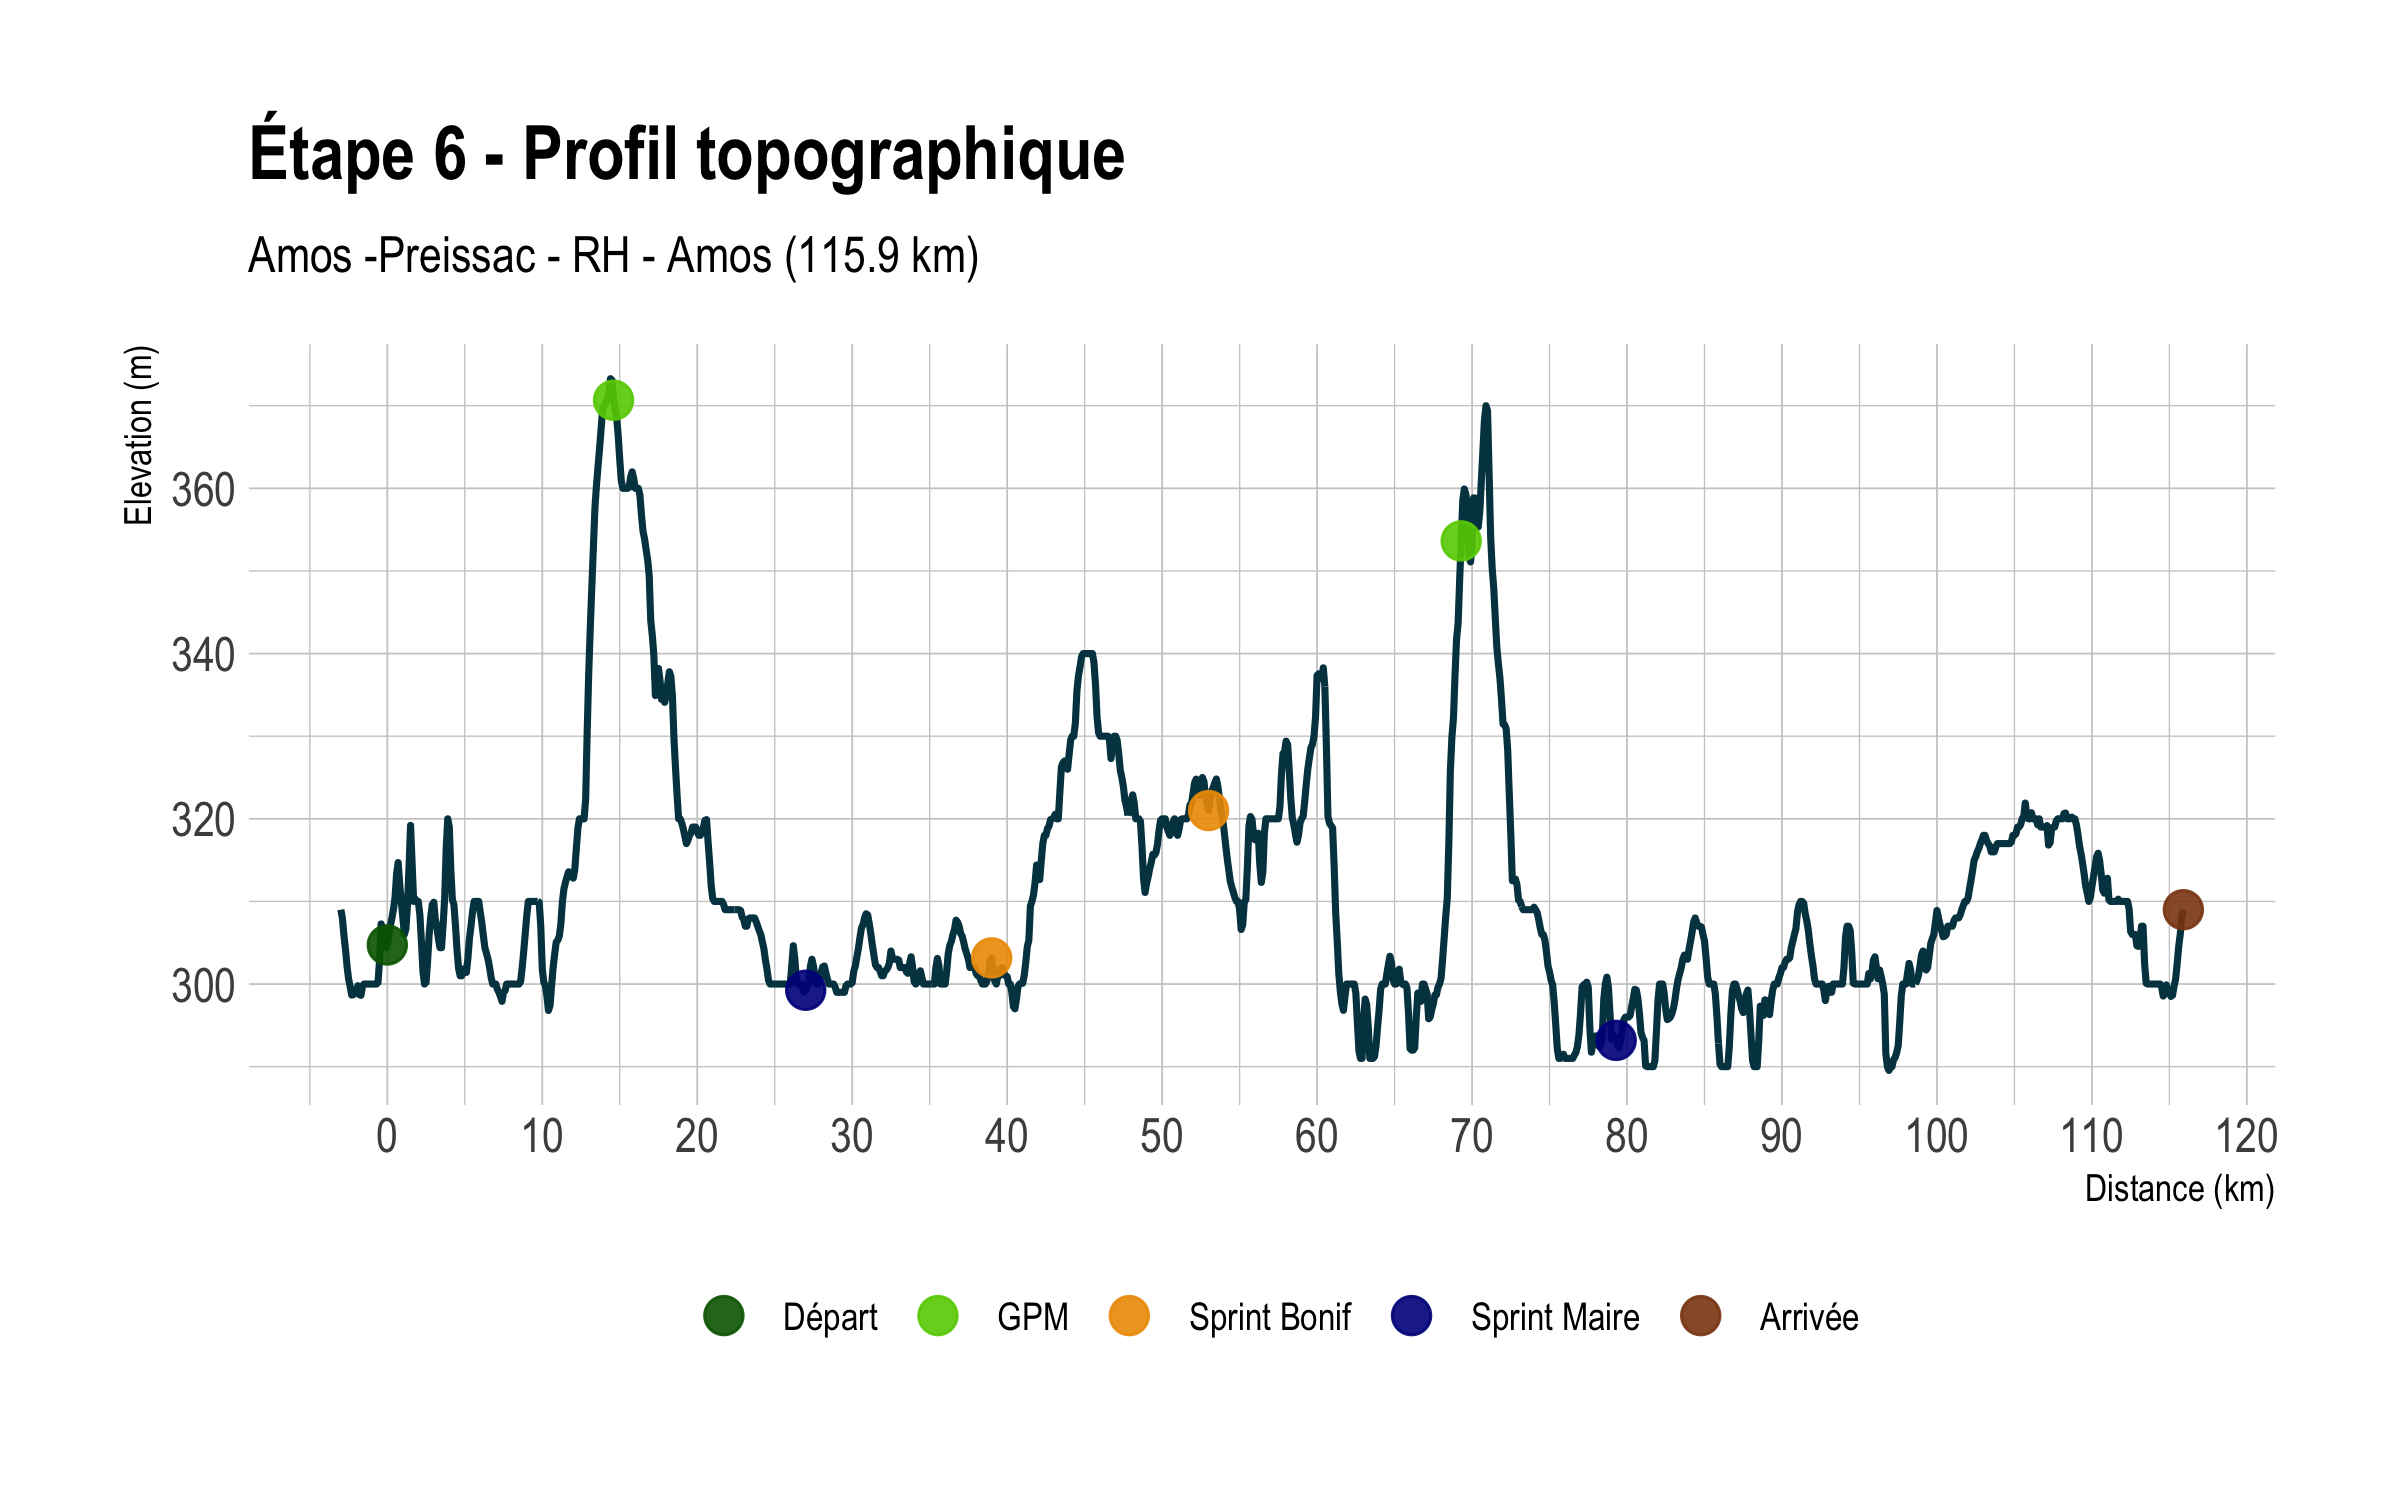 Étape 6 - Profil topographique
Amos -Preissac - RH - Amos (115.9 km)
Elevation (m)
360
340
320
300
0 10 20 30 40 50 60 70 80 90 100 110 120
Distance (km)
Départ GPM Sprint Bonif Sprint Maire Arrivée